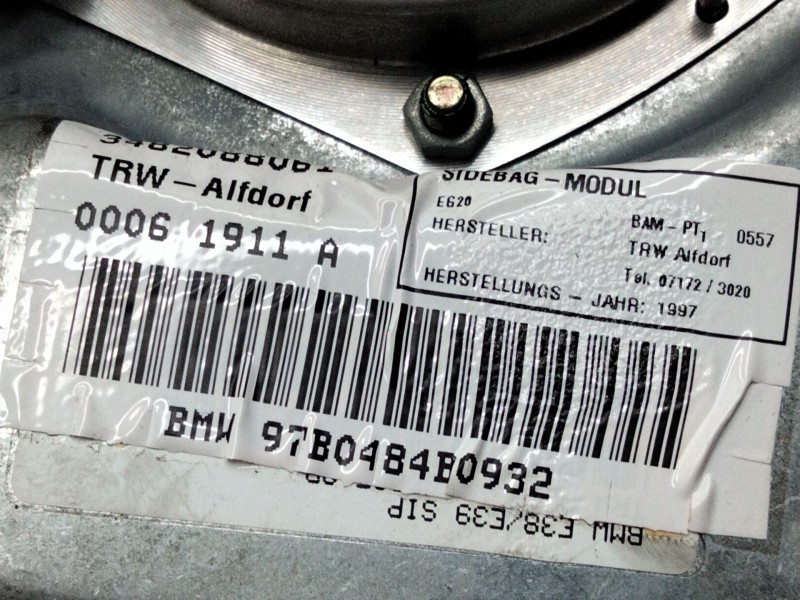 3482088061
TRW-Alfdorf
0006 1911 A
SIDEBAG-MODUL
EG20
BAM-PT1 0557
HERSTELLER: TRW Alfdorf
Tel. 07172/3020
HERSTELLUNGS-JAHR: 1997
BMW 97B0484B0932
BMW E38/E39 SIP